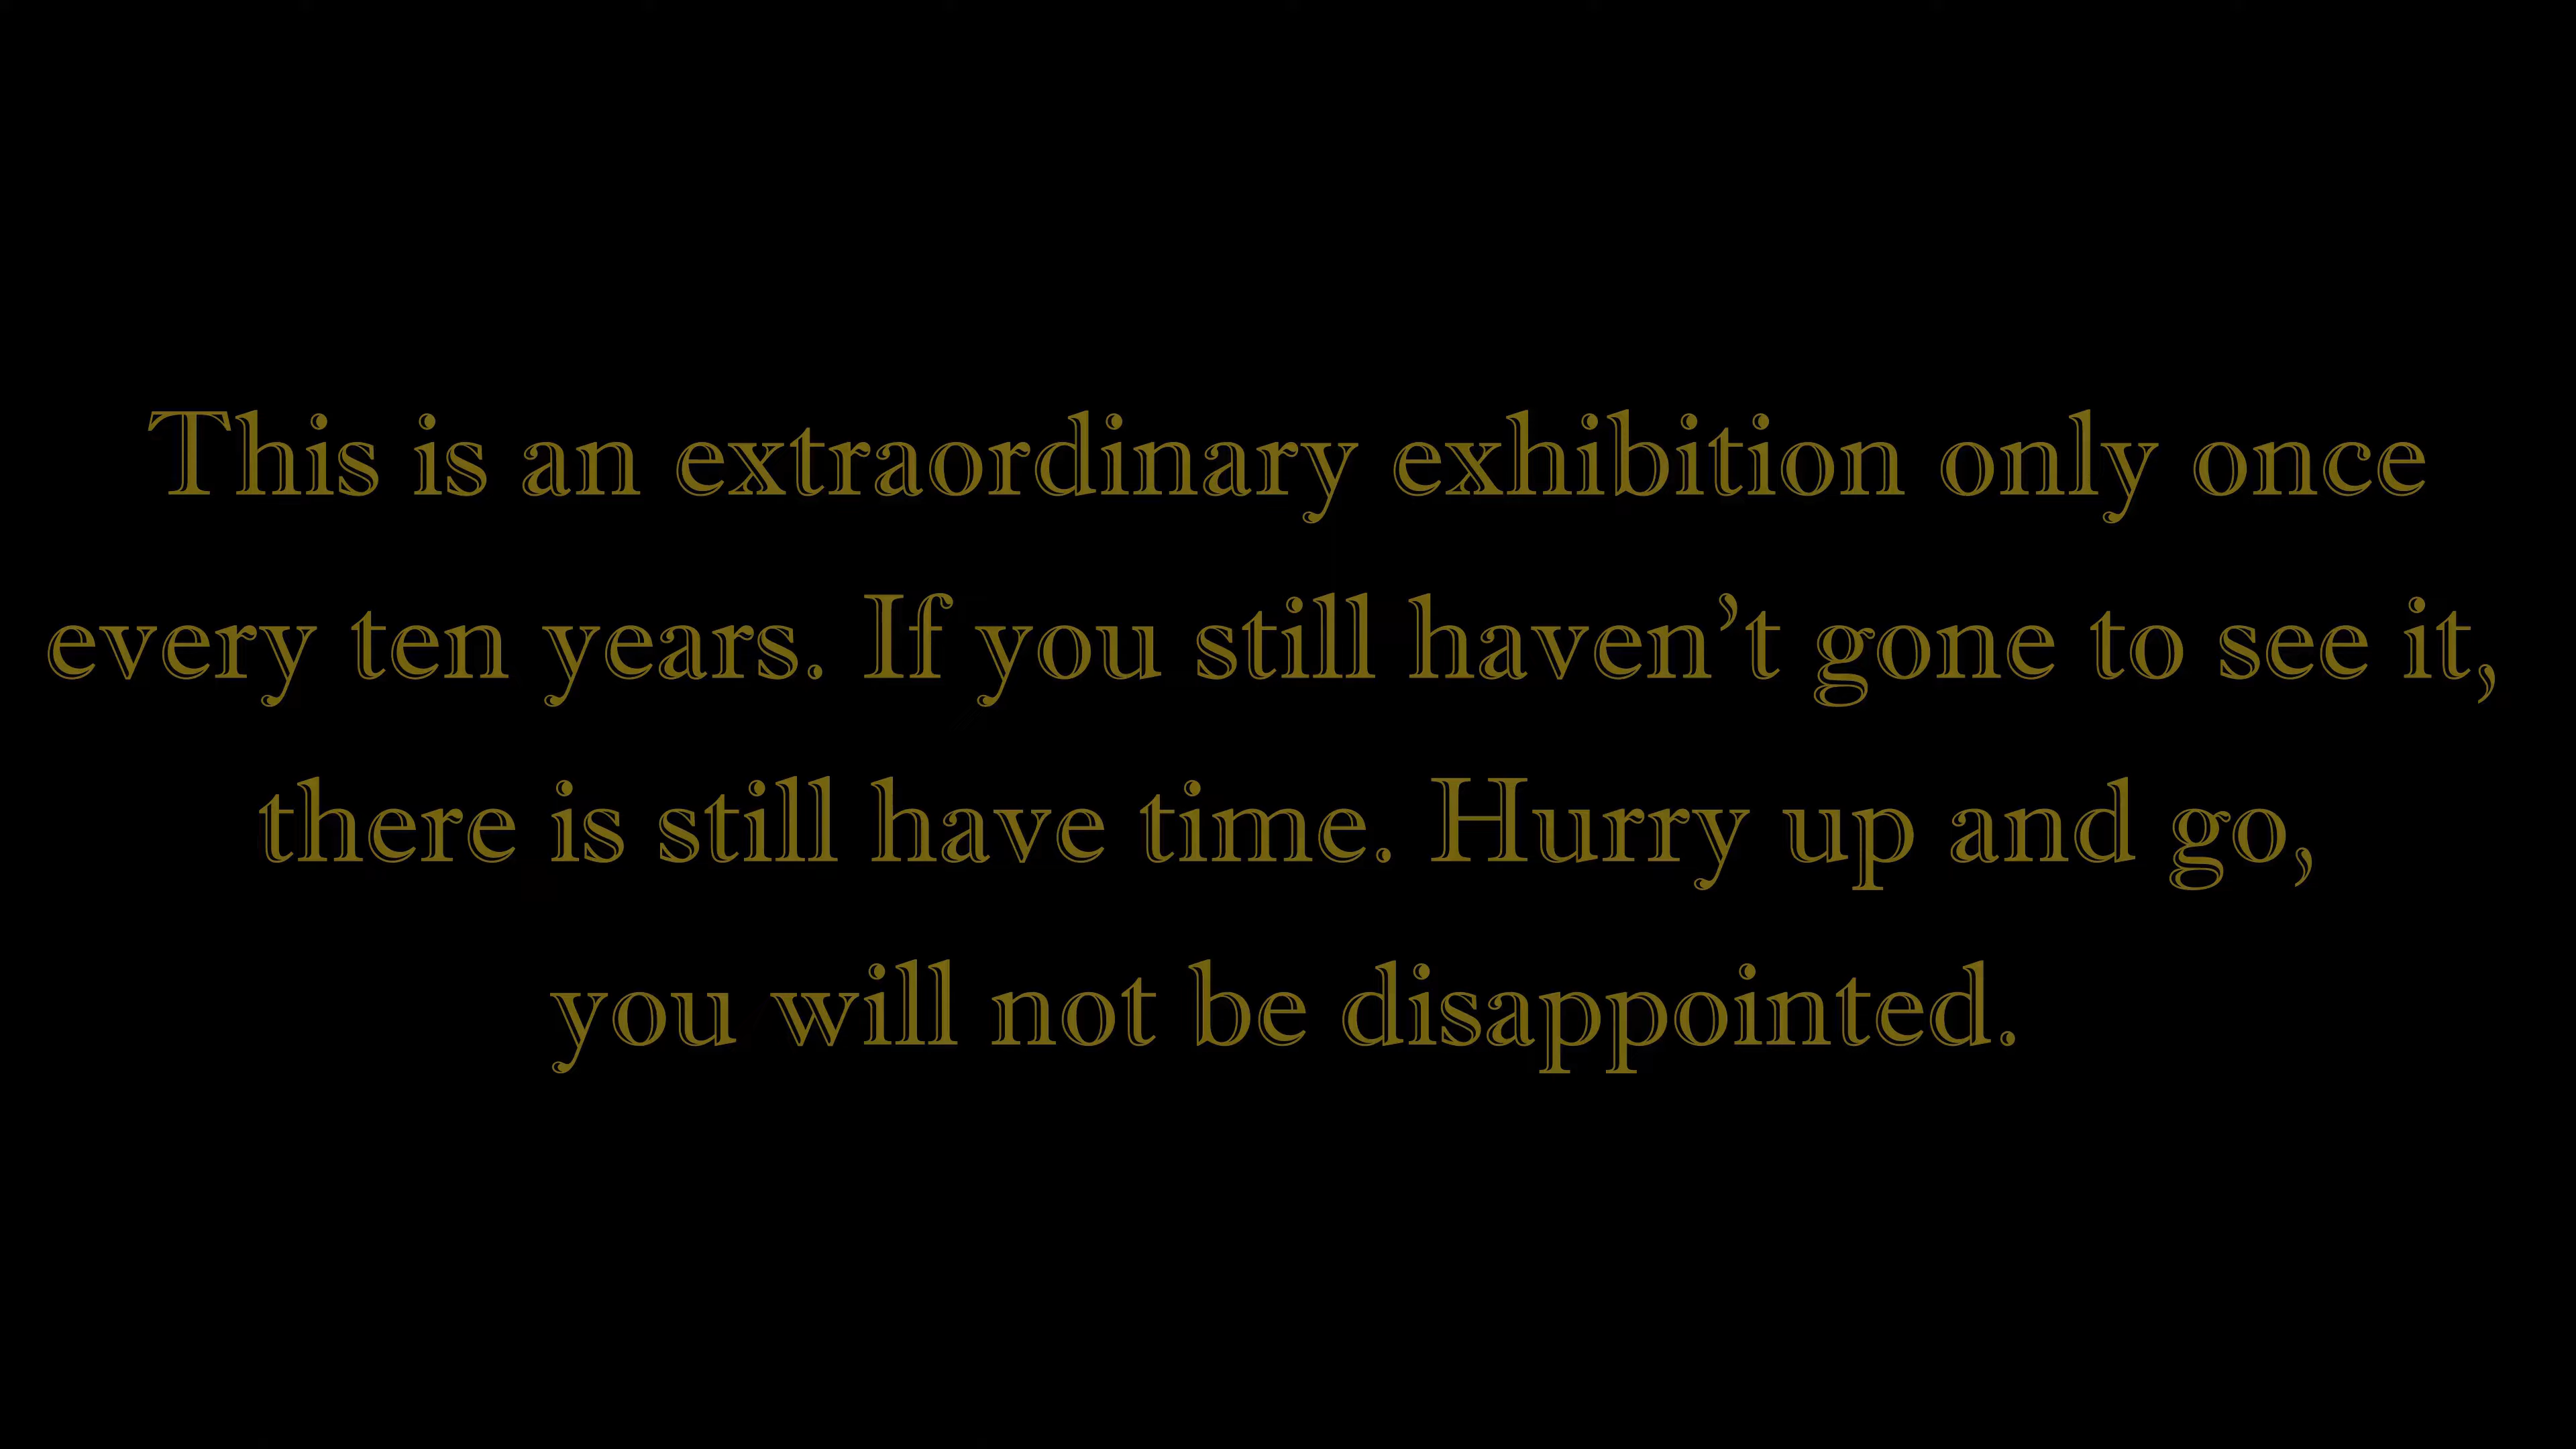 This is an extraordinary exhibition only once
every ten years. If you still haven’t gone to see it,
there is still have time. Hurry up and go,
you will not be disappointed.